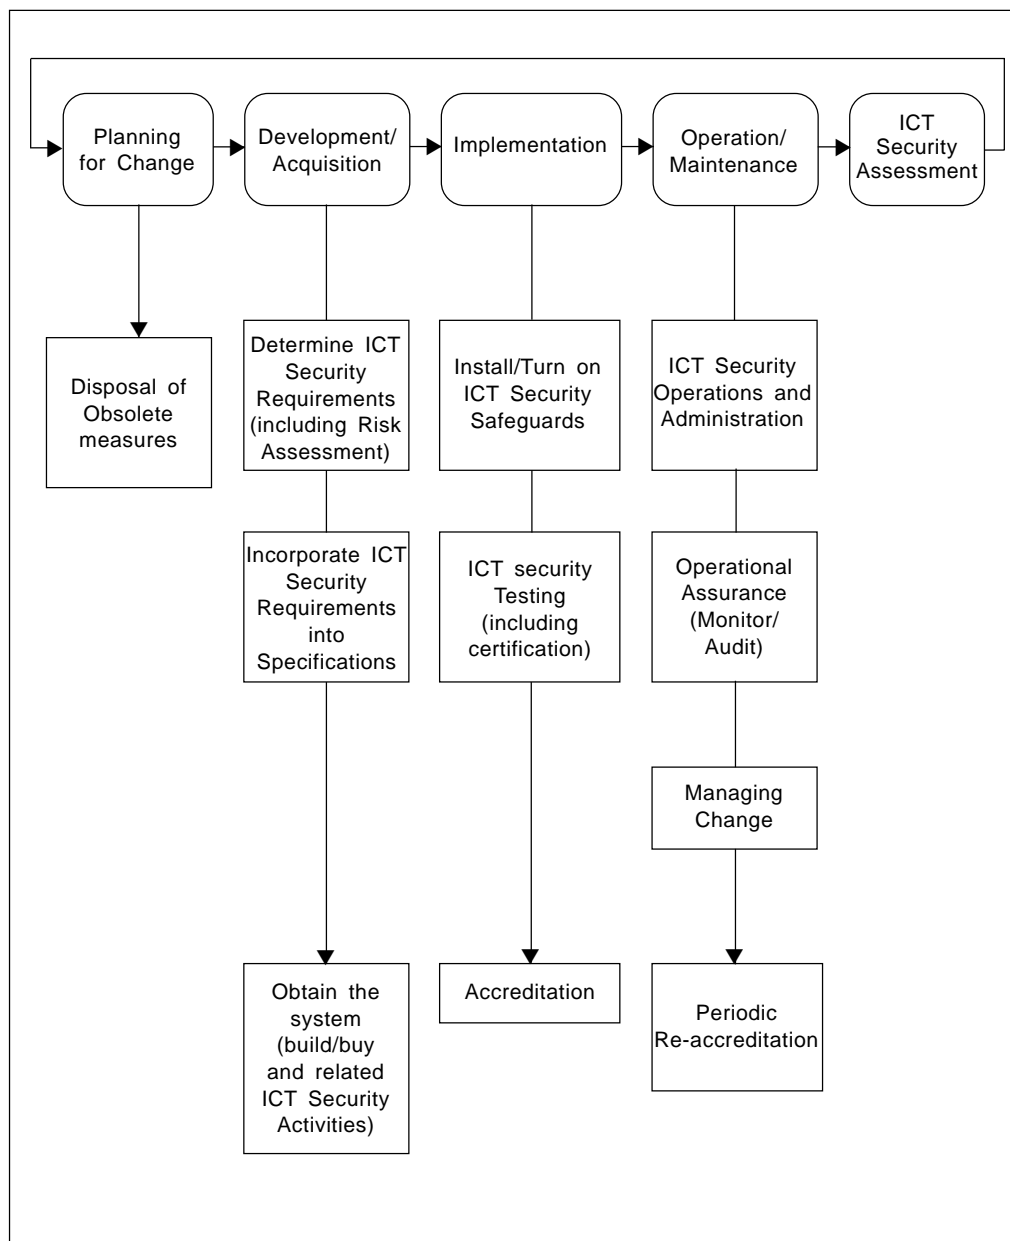 Planning
for Change
Development/
Acquisition
Implementation
Operation/
Maintenance
ICT
Security
Assessment
Disposal of
Obsolete
measures
Determine ICT
Security
Requirements
(including Risk
Assessment)
Install/Turn on
ICT Security
Safeguards
ICT Security
Operations and
Administration
Incorporate ICT
Security
Requirements
into
Specifications
ICT security
Testing
(including
certification)
Operational
Assurance
(Monitor/
Audit)
Managing
Change
Obtain the
system
(build/buy
and related
ICT Security
Activities)
Accreditation
Periodic
Re-accreditation